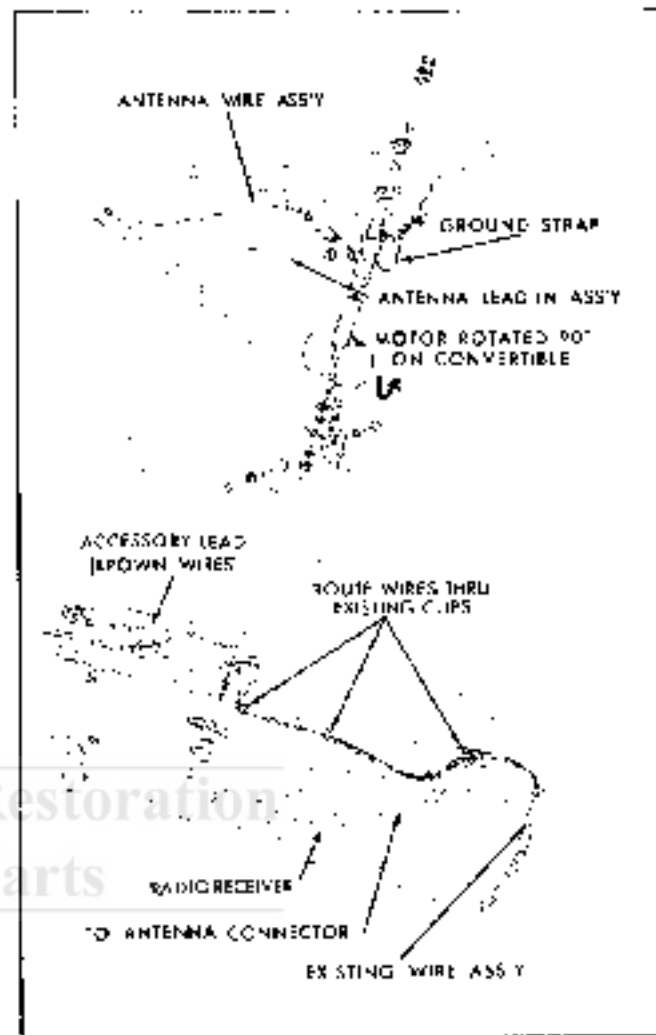 ANTENNA WIRE ASS'Y
GROUND STRAP
ANTENNA LEAD IN ASS'Y
MOTOR ROTATED 90°
ON CONVERTIBLE
ACCESSORY LEAD
BROWN WIRES
ROUTE WIRES THRU
EXISTING CLIPS
Restoration
Parts
RADIO RECEIVER
TO ANTENNA CONNECTOR
EXISTING WIRE ASS'Y